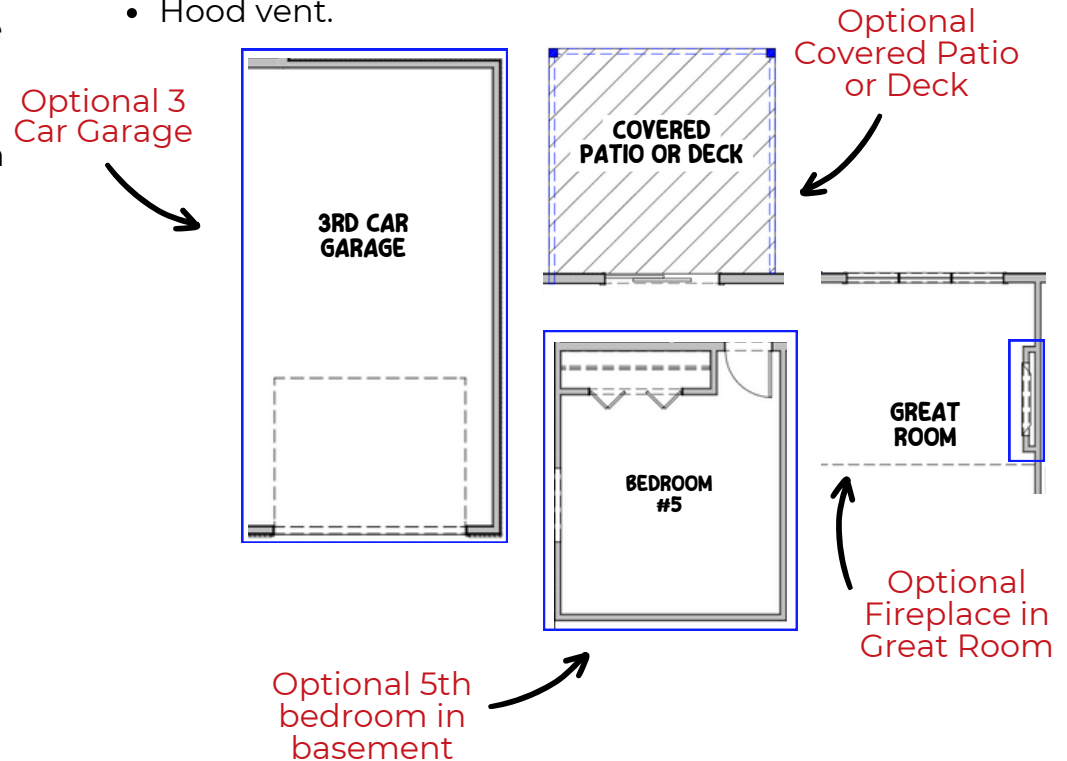 • Hood vent.
Optional
Covered Patio
or Deck
Optional 3
Car Garage
COVERED
PATIO OR DECK
3RD CAR
GARAGE
GREAT
ROOM
BEDROOM
#5
Optional
Fireplace in
Great Room
Optional 5th
bedroom in
basement